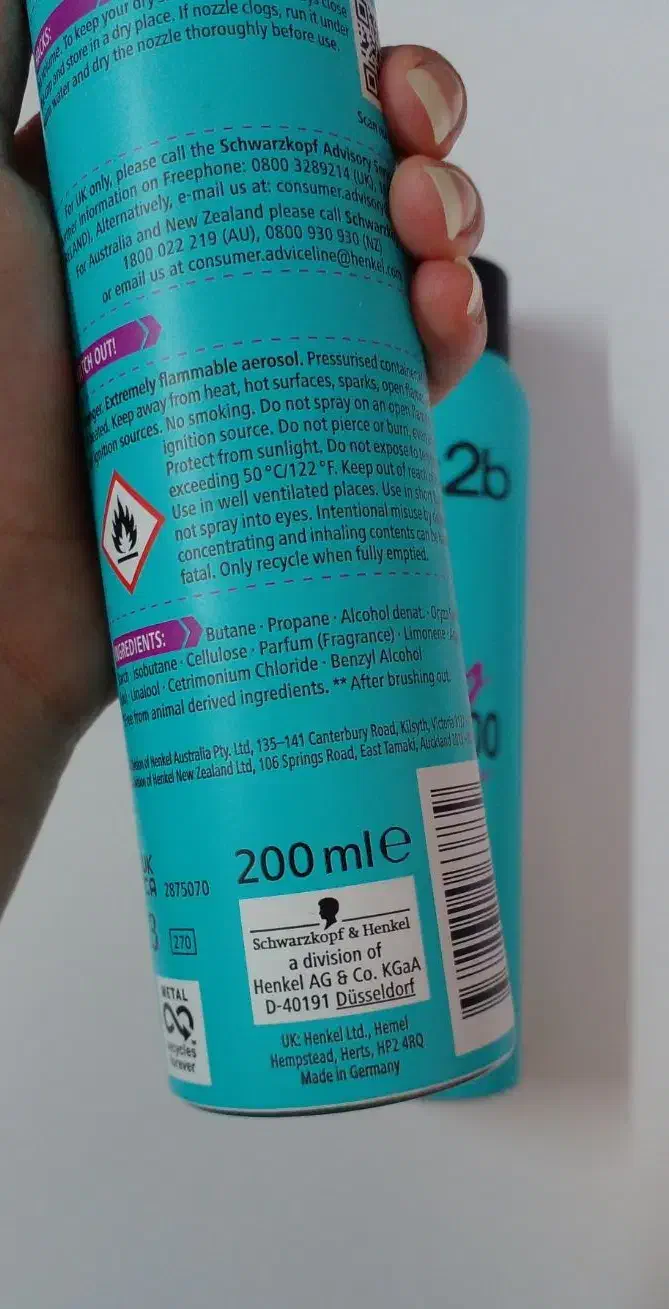 CKS:
volume. To keep your dry
close
cap and store in a dry place. If nozzle clogs, run it under
water and dry the nozzle thoroughly before use.
Scan
For UK only, please call the Schwarzkopf Advisory
information on Freephone: 0800 3289214 (UK),
Alternatively, e-mail us at: consumer.advisory
For Australia and New Zealand please call
1800 022 219 (AU), 0800 930 930 (NZ)
or email us at consumer.adviceline@henkel.com
TCH OUT!
Extremely flammable aerosol. Pressurised
Keep away from heat, hot surfaces, sparks, open
ignition sources. No smoking. Do not spray on an open
ignition source. Do not pierce or burn,
Protect from sunlight. Do not expose to
exceeding 50°C/122°F. Keep out of
Use in well ventilated places. Use in
not spray into eyes. Intentional misuse by
concentrating and inhaling contents can be
fatal. Only recycle when fully emptied.
INGREDIENTS: Butane · Propane · Alcohol denat. ·
Isobutane · Cellulose · Parfum (Fragrance) · Limonene ·
Linalool · Cetrimonium Chloride · Benzyl Alcohol
from animal derived ingredients. ** After brushing out
of Henkel Australia Pty. Ltd, 135–141 Canterbury Road, Kilsyth, Victoria
of Henkel New Zealand Ltd, 106 Springs Road, East Tamaki, Auckland
200 ml e
UK
CA 2875070
270
Schwarzkopf & Henkel
a division of
Henkel AG & Co. KGaA
D-40191 Düsseldorf
METAL
recycles
forever
UK: Henkel Ltd., Hemel
Hempstead, Herts, HP2 4RQ
Made in Germany
2b